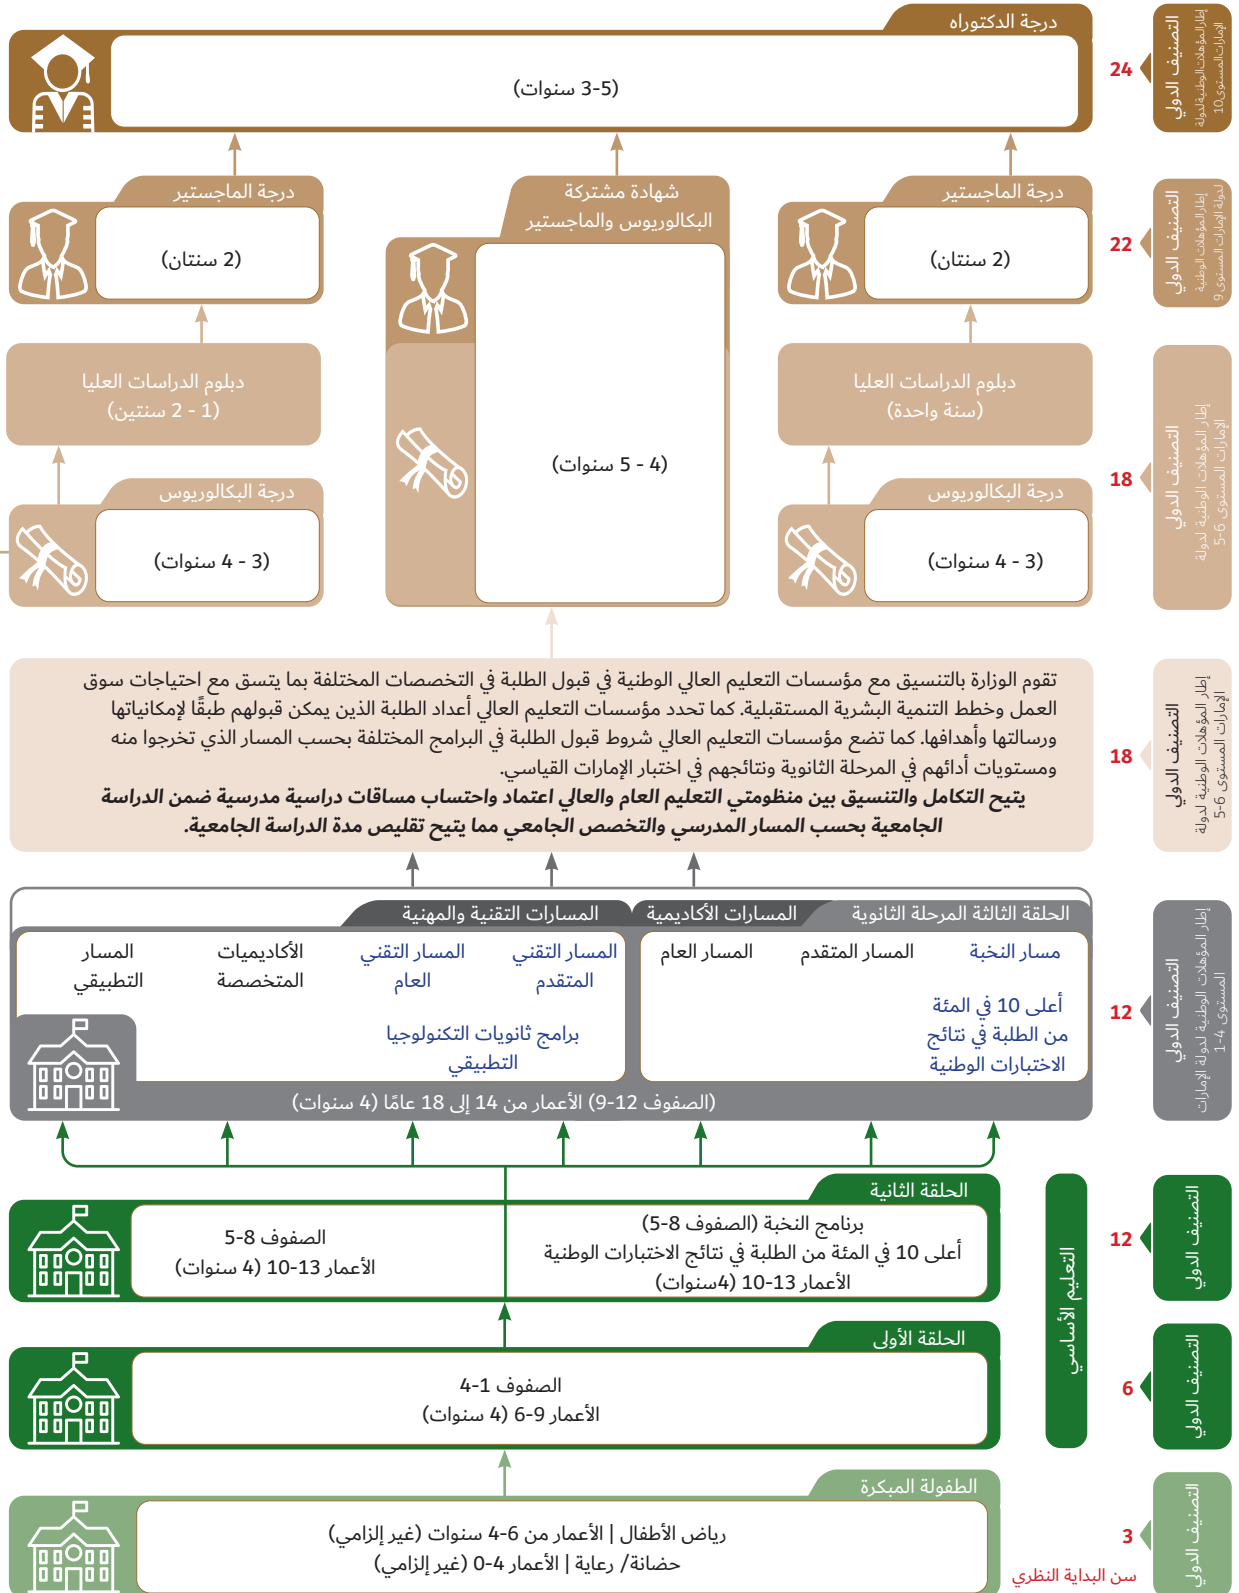 درجة الدكتوراه
(3-5 سنوات)
24
التصنيف الدولي
إطار المؤهلات الوطنية لدولة
الإمارات المستوى 10
درجة الماجستير
(2 سنتان)
شهادة مشتركة
البكالوريوس والماجستير
(4 - 5 سنوات)
درجة الماجستير
(2 سنتان)
22
التصنيف الدولي
إطار المؤهلات الوطنية
لدولة الإمارات المستوى 9
دبلوم الدراسات العليا
(سنة واحدة)
دبلوم الدراسات العليا
(1 - 2 سنتين)
درجة البكالوريوس
(3 - 4 سنوات)
درجة البكالوريوس
(3 - 4 سنوات)
18
التصنيف الدولي
إطار المؤهلات الوطنية لدولة
الإمارات المستوى 6-5
تقوم الوزارة بالتنسيق مع مؤسسات التعليم العالي الوطنية في قبول الطلبة في التخصصات المختلفة بما يتسق مع احتياجات سوق
العمل وخطط التنمية البشرية المستقبلية. كما تحدد مؤسسات التعليم العالي أعداد الطلبة الذين يمكن قبولهم طبقًا لإمكانياتها
ورسالتها وأهدافها. كما تضع مؤسسات التعليم العالي شروط قبول الطلبة في البرامج المختلفة بحسب المسار الذي تخرجوا منه
ومستويات أدائهم في المرحلة الثانوية ونتائجهم في اختبار الإمارات القياسي.
يتيح التكامل والتنسيق بين منظومتي التعليم العام والعالي اعتماد واحتساب مساقات دراسية مدرسية ضمن الدراسة
الجامعية بحسب المسار المدرسي والتخصص الجامعي مما يتيح تقليص مدة الدراسة الجامعية.
18
التصنيف الدولي
إطار المؤهلات الوطنية لدولة
الإمارات المستوى 6-5
الحلقة الثالثة المرحلة الثانوية
المسارات الأكاديمية
المسارات التقنية والمهنية
مسار النخبة
أعلى 10 في المئة
من الطلبة في نتائج
الاختبارات الوطنية
المسار المتقدم
المسار العام
المسار التقني
المتقدم
المسار التقني
العام
برامج ثانويات التكنولوجيا
التطبيقي
الأكاديميات
المتخصصة
المسار
التطبيقي
(الصفوف 12-9) الأعمار من 14 إلى 18 عامًا (4 سنوات)
12
التصنيف الدولي
إطار المؤهلات الوطنية لدولة الإمارات
المستوى 4-1
الحلقة الثانية
برنامج النخبة (الصفوف 8-5)
أعلى 10 في المئة من الطلبة في نتائج الاختبارات الوطنية
الأعمار 13-10 (4سنوات)
الصفوف 8-5
الأعمار 13-10 (4 سنوات)
12
التصنيف الدولي
التعليم الأساسي
الحلقة الأولى
الصفوف 1-4
الأعمار 9-6 (4 سنوات)
6
التصنيف الدولي
الطفولة المبكرة
رياض الأطفال | الأعمار من 6-4 سنوات (غير إلزامي)
حضانة/ رعاية | الأعمار 4-0 (غير إلزامي)
3
سن البداية النظري
التصنيف الدولي